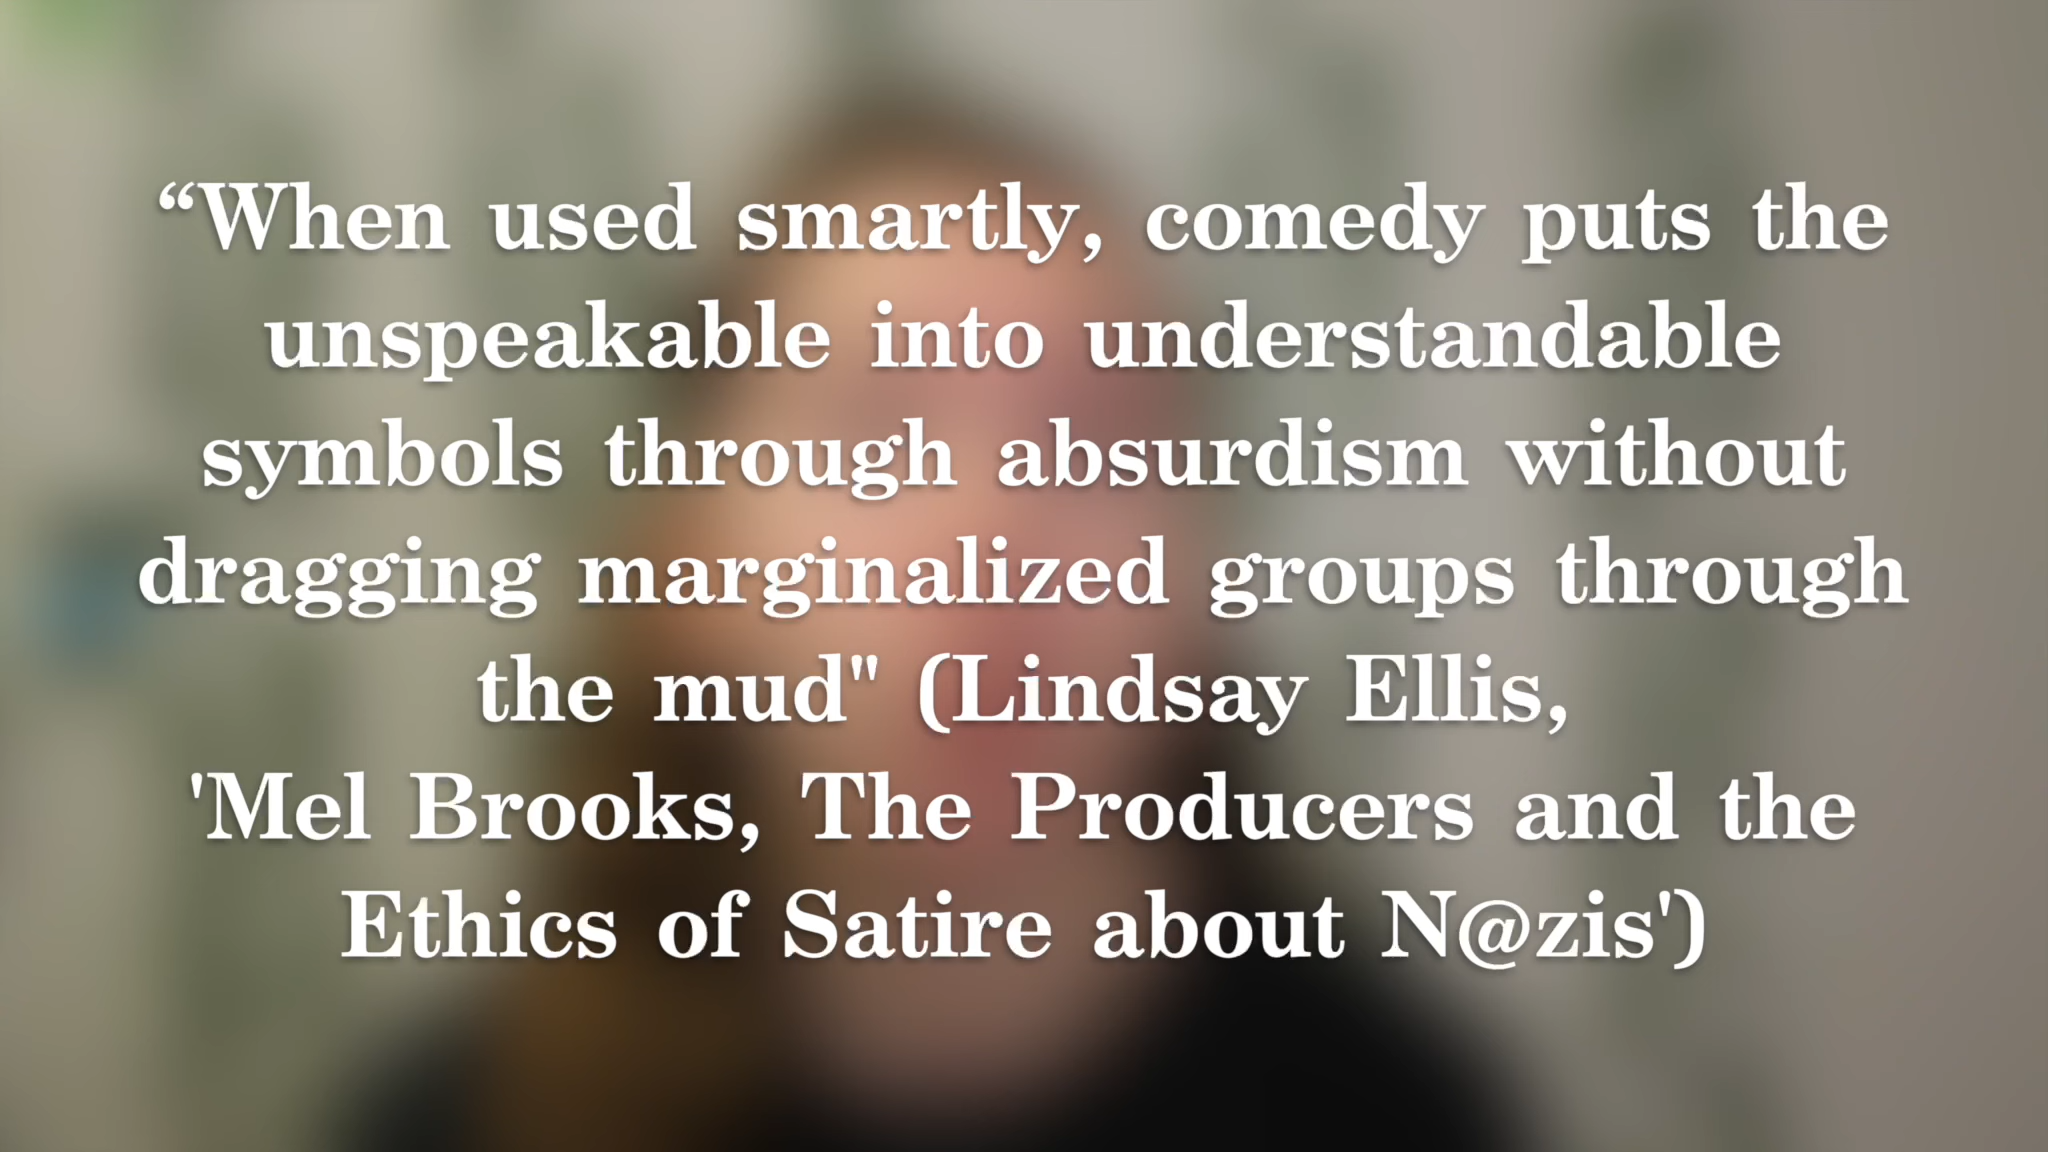 “When used smartly, comedy puts the
unspeakable into understandable
symbols through absurdism without
dragging marginalized groups through
the mud" (Lindsay Ellis,
'Mel Brooks, The Producers and the
Ethics of Satire about N@zis')